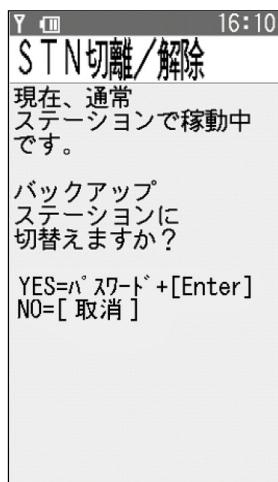 16:10
STN切離／解除
現在、通常
ステーションで稼動中
です。
バックアップ
ステーションに
切替えますか？
YES=ﾊﾟｽﾜｰﾄﾞ+[Enter]
NO=[ 取消 ]